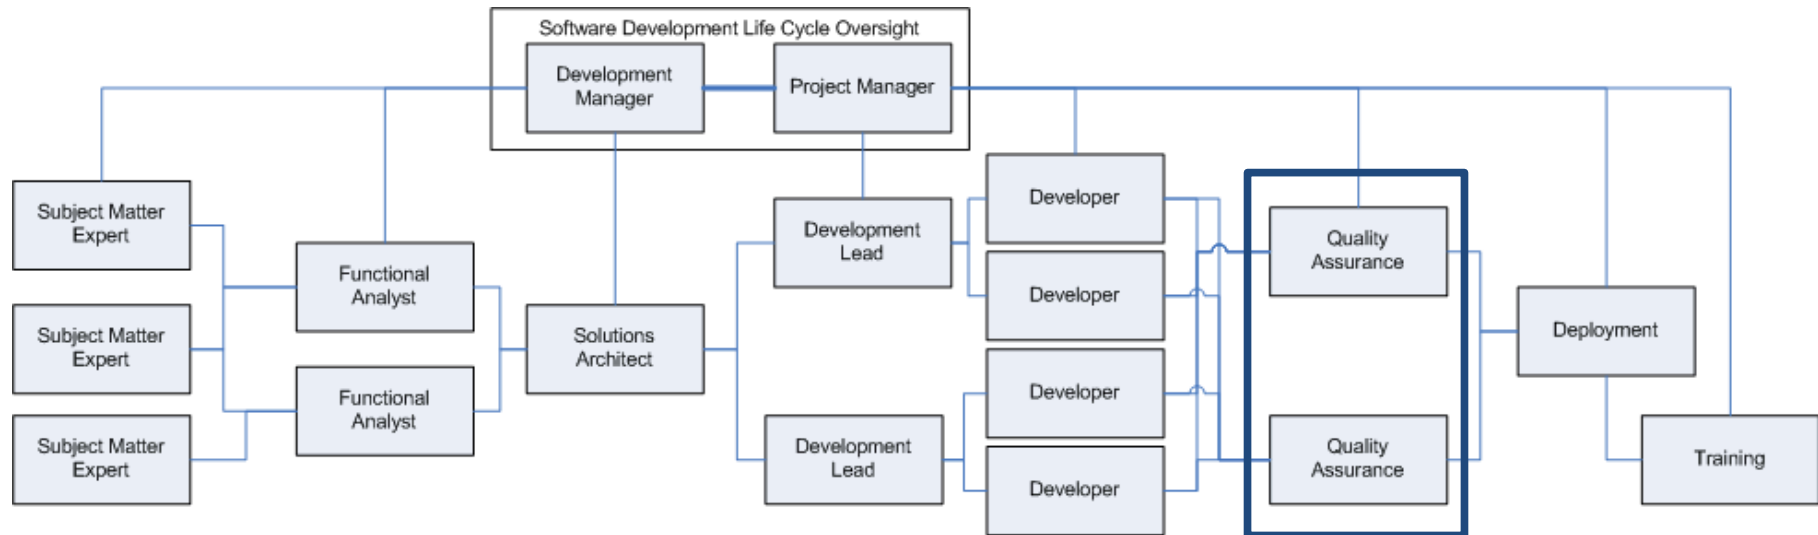 Software Development Life Cycle Oversight
Development
Manager
Project Manager
Subject Matter
Expert
Subject Matter
Expert
Subject Matter
Expert
Functional
Analyst
Functional
Analyst
Solutions
Architect
Development
Lead
Development
Lead
Developer
Developer
Developer
Developer
Quality
Assurance
Quality
Assurance
Deployment
Training